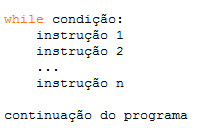 while condição:
    instrução 1
    instrução 2
    ...
    instrução n

continuação do programa